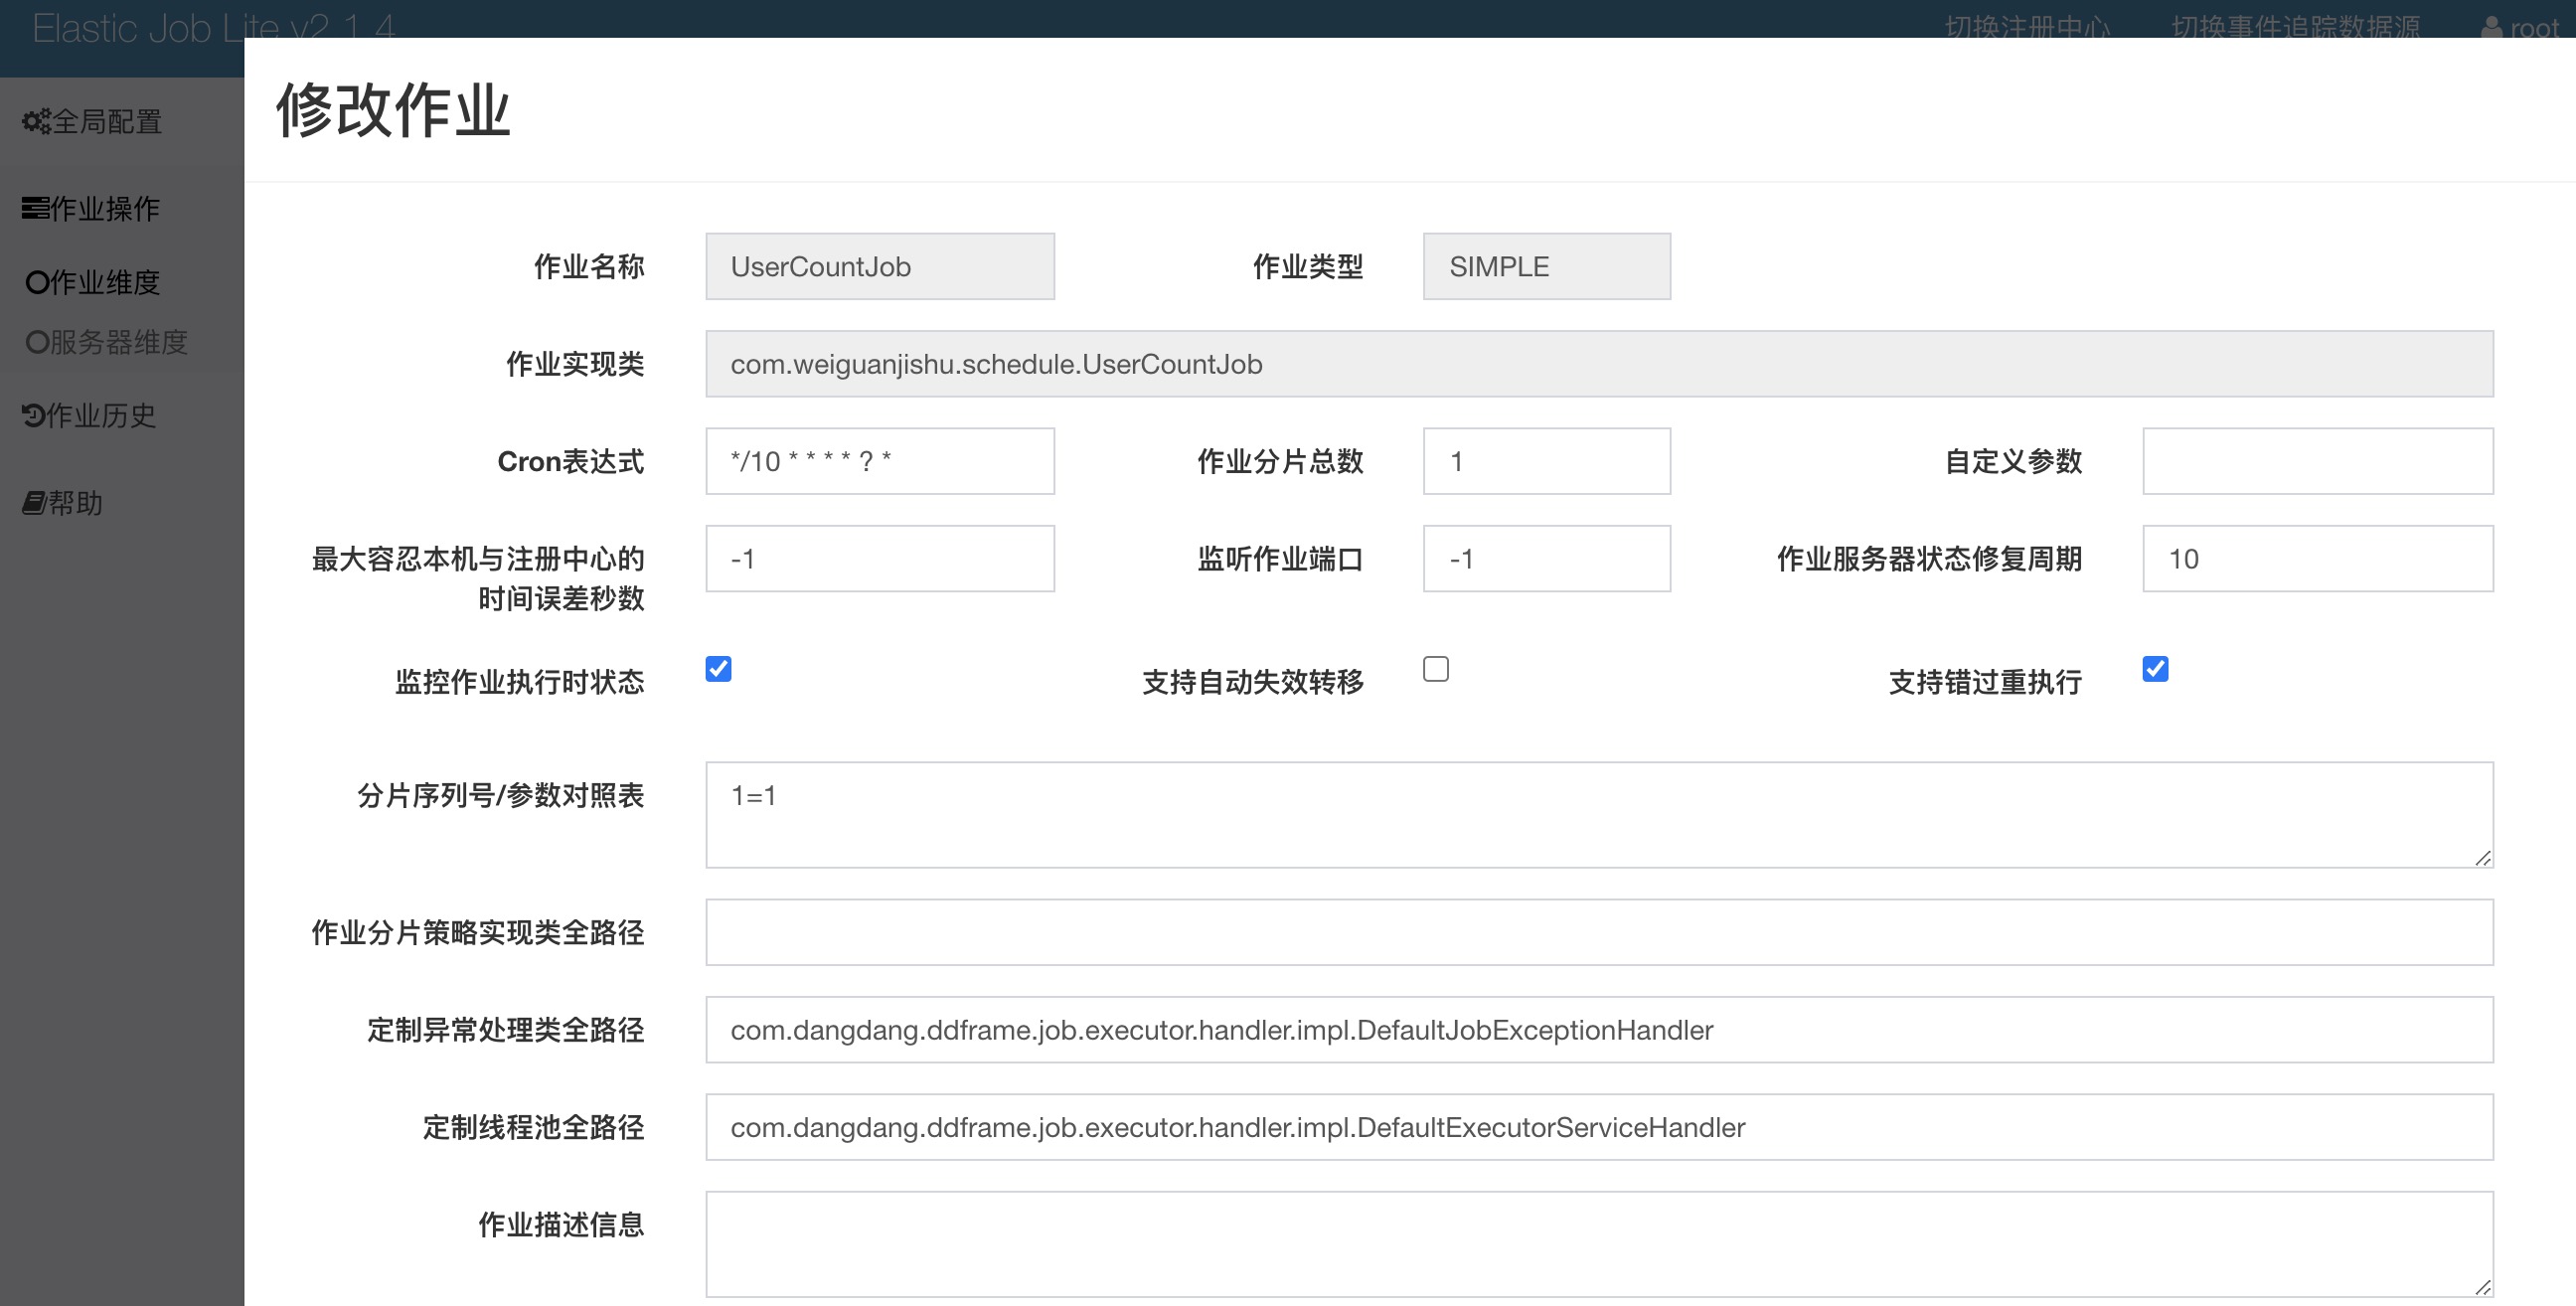 Elastic Job Lite v2.1.4
切换注册中心
切换事件追踪数据源
root
全局配置
作业操作
作业维度
服务器维度
作业历史
帮助
修改作业
作业名称 UserCountJob 作业类型 SIMPLE
作业实现类 com.weiguanjishu.schedule.UserCountJob
Cron表达式 */10 * * * * ? * 作业分片总数 1 自定义参数
最大容忍本机与注册中心的
时间误差秒数 -1 监听作业端口 -1 作业服务器状态修复周期 10
监控作业执行时状态 支持自动失效转移 支持错过重执行
分片序列号/参数对照表 1=1
作业分片策略实现类全路径
定制异常处理类全路径 com.dangdang.ddframe.job.executor.handler.impl.DefaultJobExceptionHandler
定制线程池全路径 com.dangdang.ddframe.job.executor.handler.impl.DefaultExecutorServiceHandler
作业描述信息